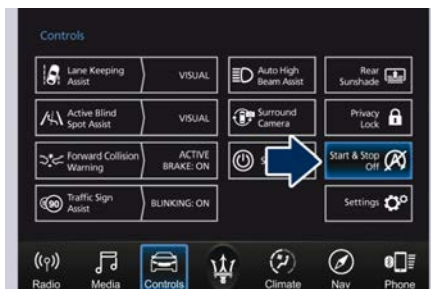 Controls
Lane Keeping
Assist
VISUAL
Auto High
Beam Assist
Rear
Sunshade
Active Blind
Spot Assist
VISUAL
Surround
Camera
Privacy
Lock
Forward Collision
Warning
ACTIVE
BRAKE: ON
Start & Stop
Off
Traffic Sign
Assist
BLINKING: ON
Settings
90
Radio
Media
Controls
Climate
Nav
Phone